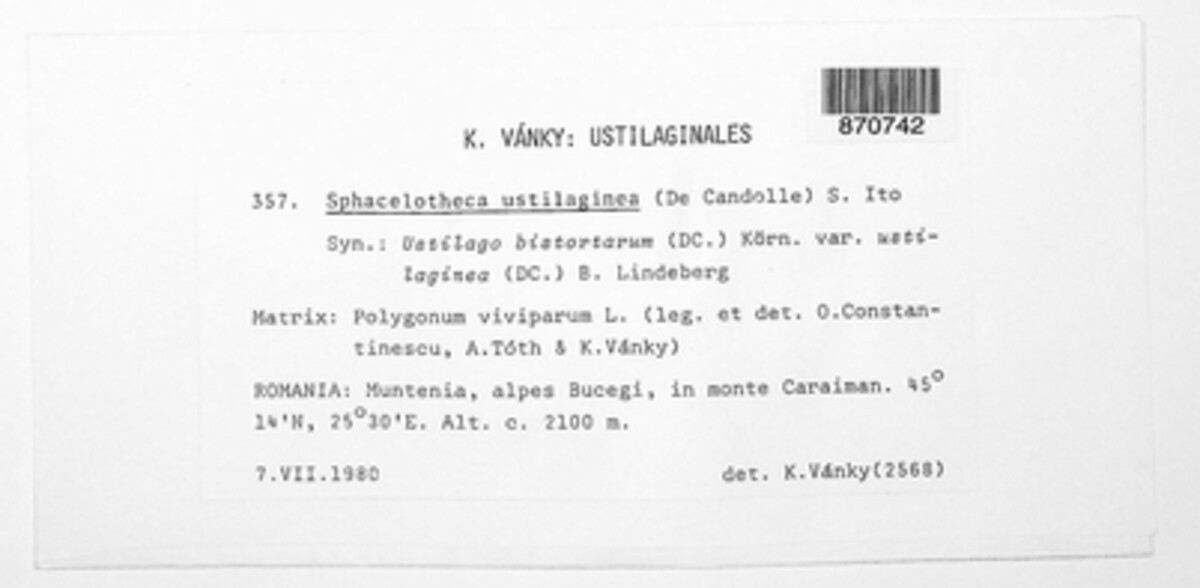 870742
K. VÁNKY: USTILAGINALES
357. Sphacelotheca ustilaginea (De Candolle) S. Ito
Syn.: Ustilago bistortarum (DC.) Körn. var. usti-
laginea (DC.) B. Lindeberg
Matrix: Polygonum viviparum L. (leg. et det. O.Constan-
tinescu, A.Tóth & K.Vánky)
ROMANIA: Muntenia, alpes Bucegi, in monte Caraiman. 45°
14'N, 25°30'E. Alt. c. 2100 m.
7.VII.1980 det. K.Vánky(2568)